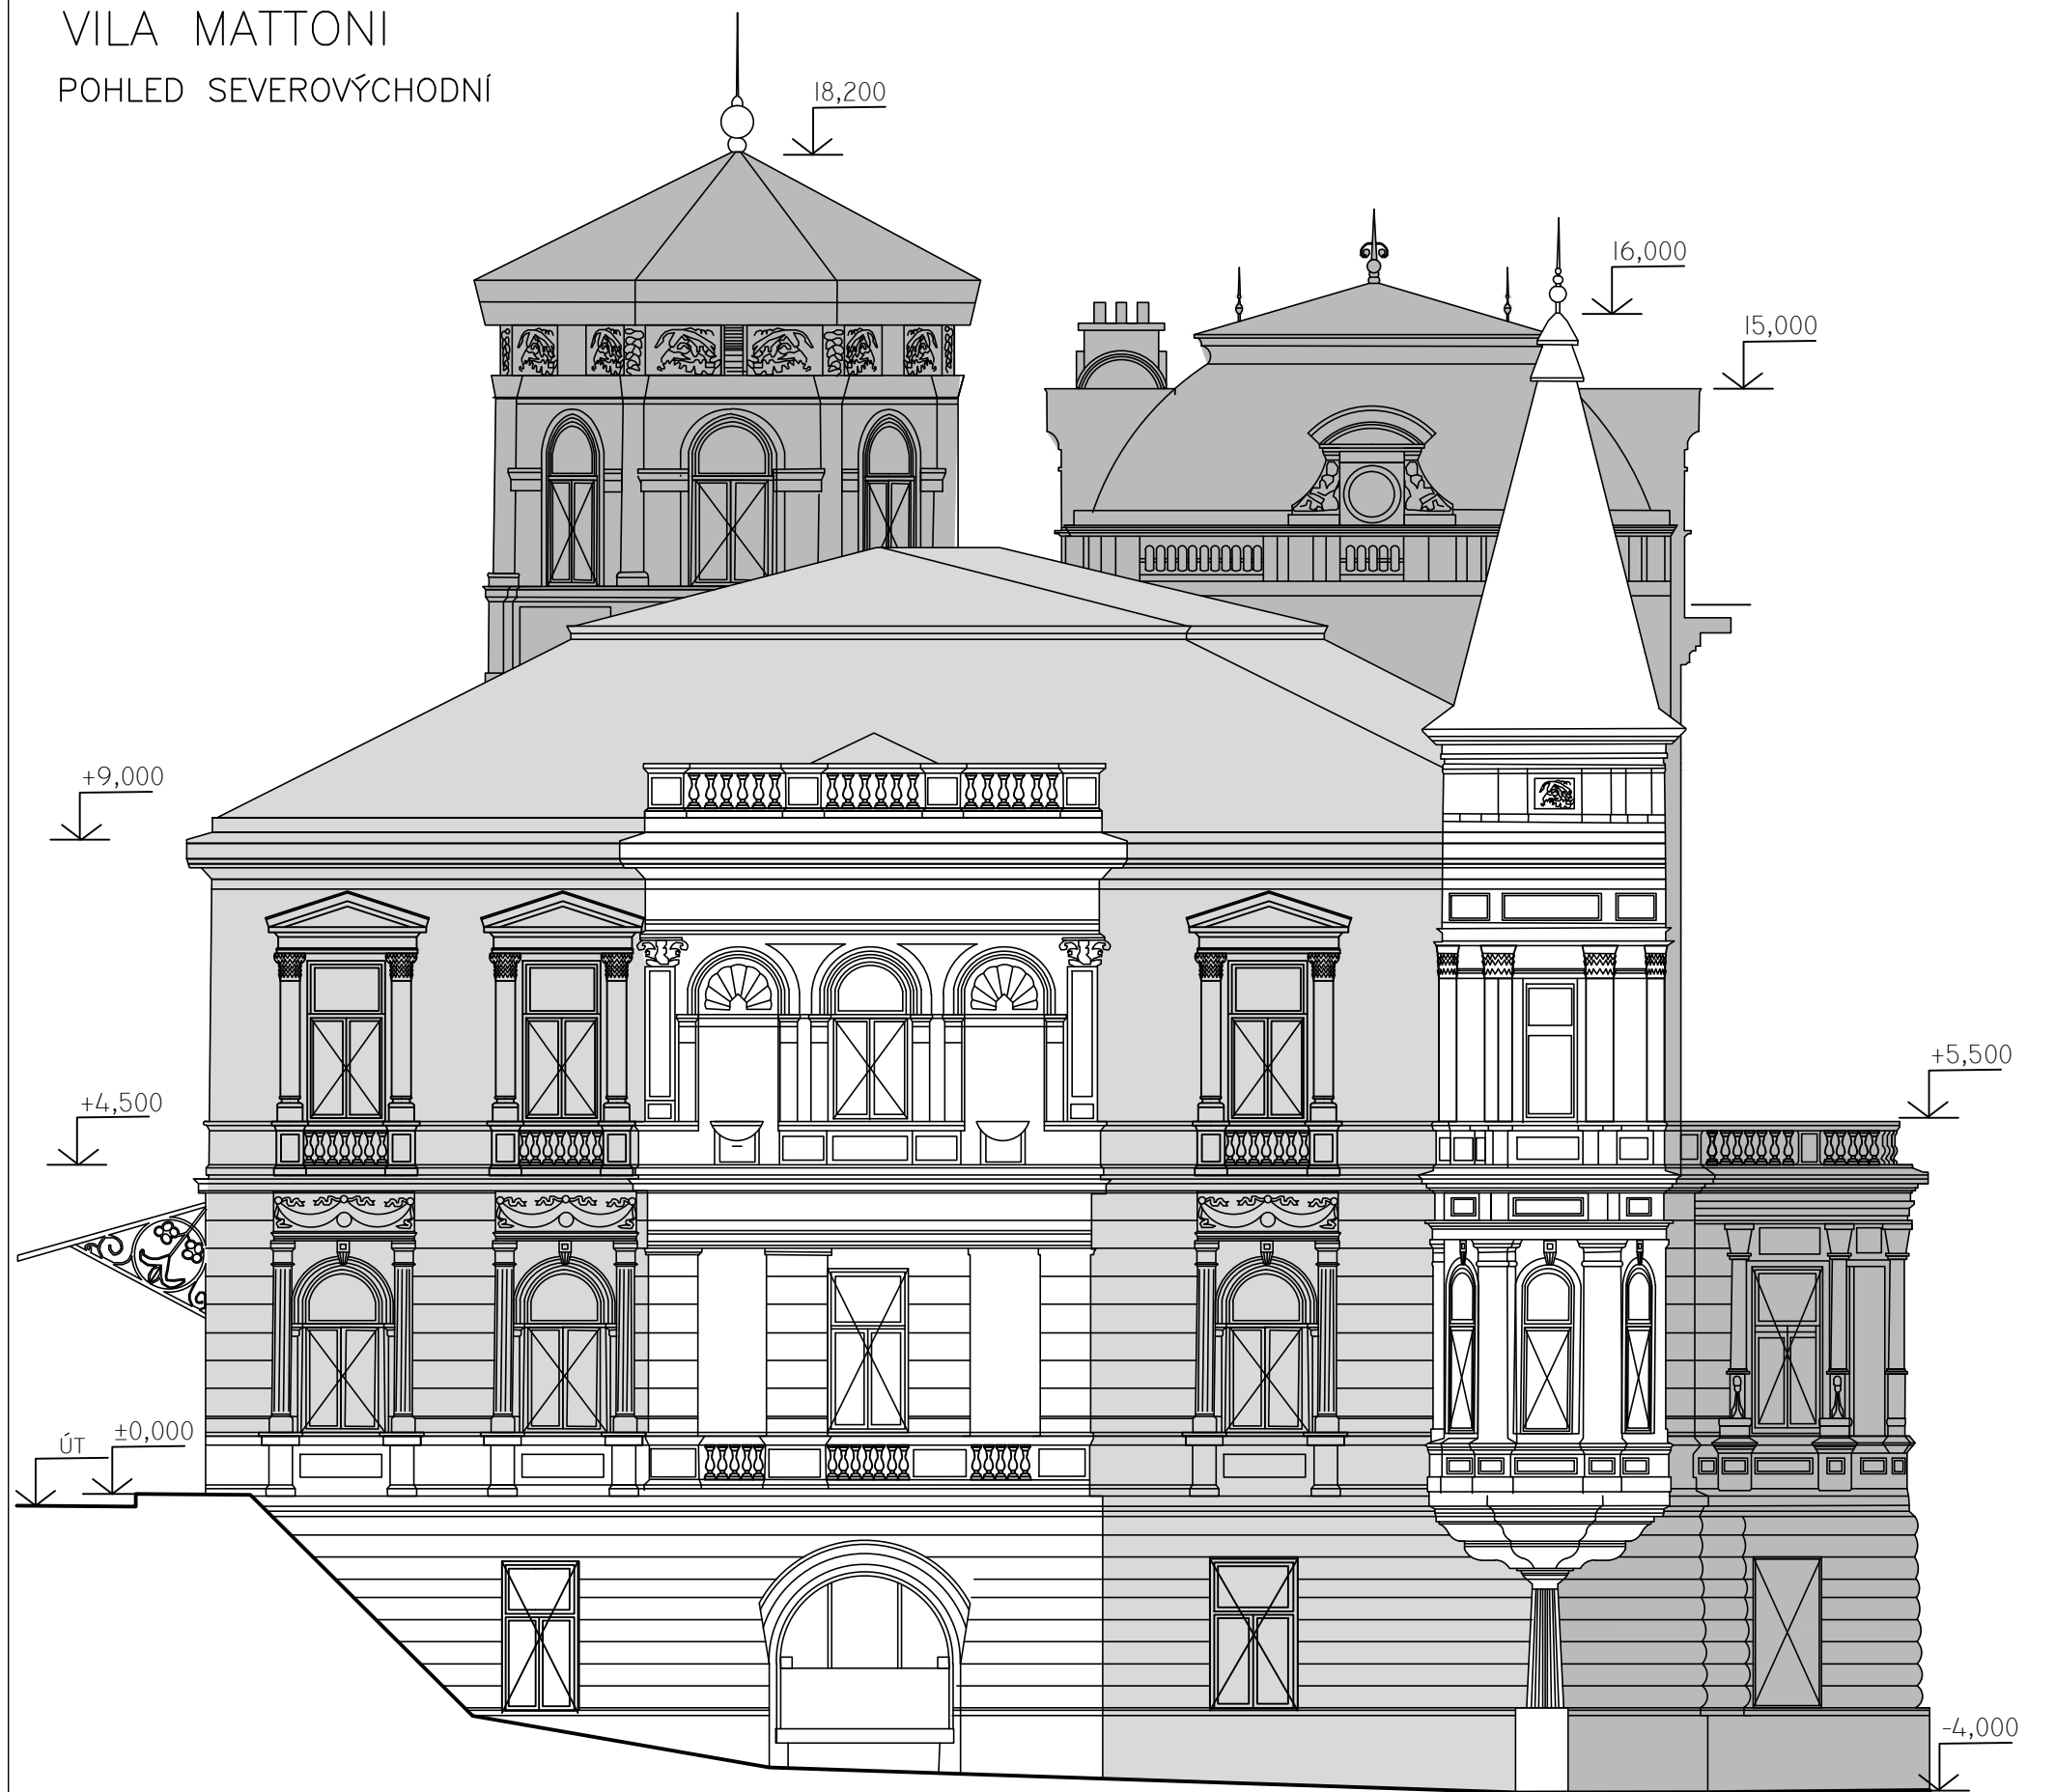 VILA MATTONI
POHLED SEVEROVÝCHODNÍ
18,200
16,000
15,000
+9,000
+5,500
+4,500
ÚT ±0,000
-4,000